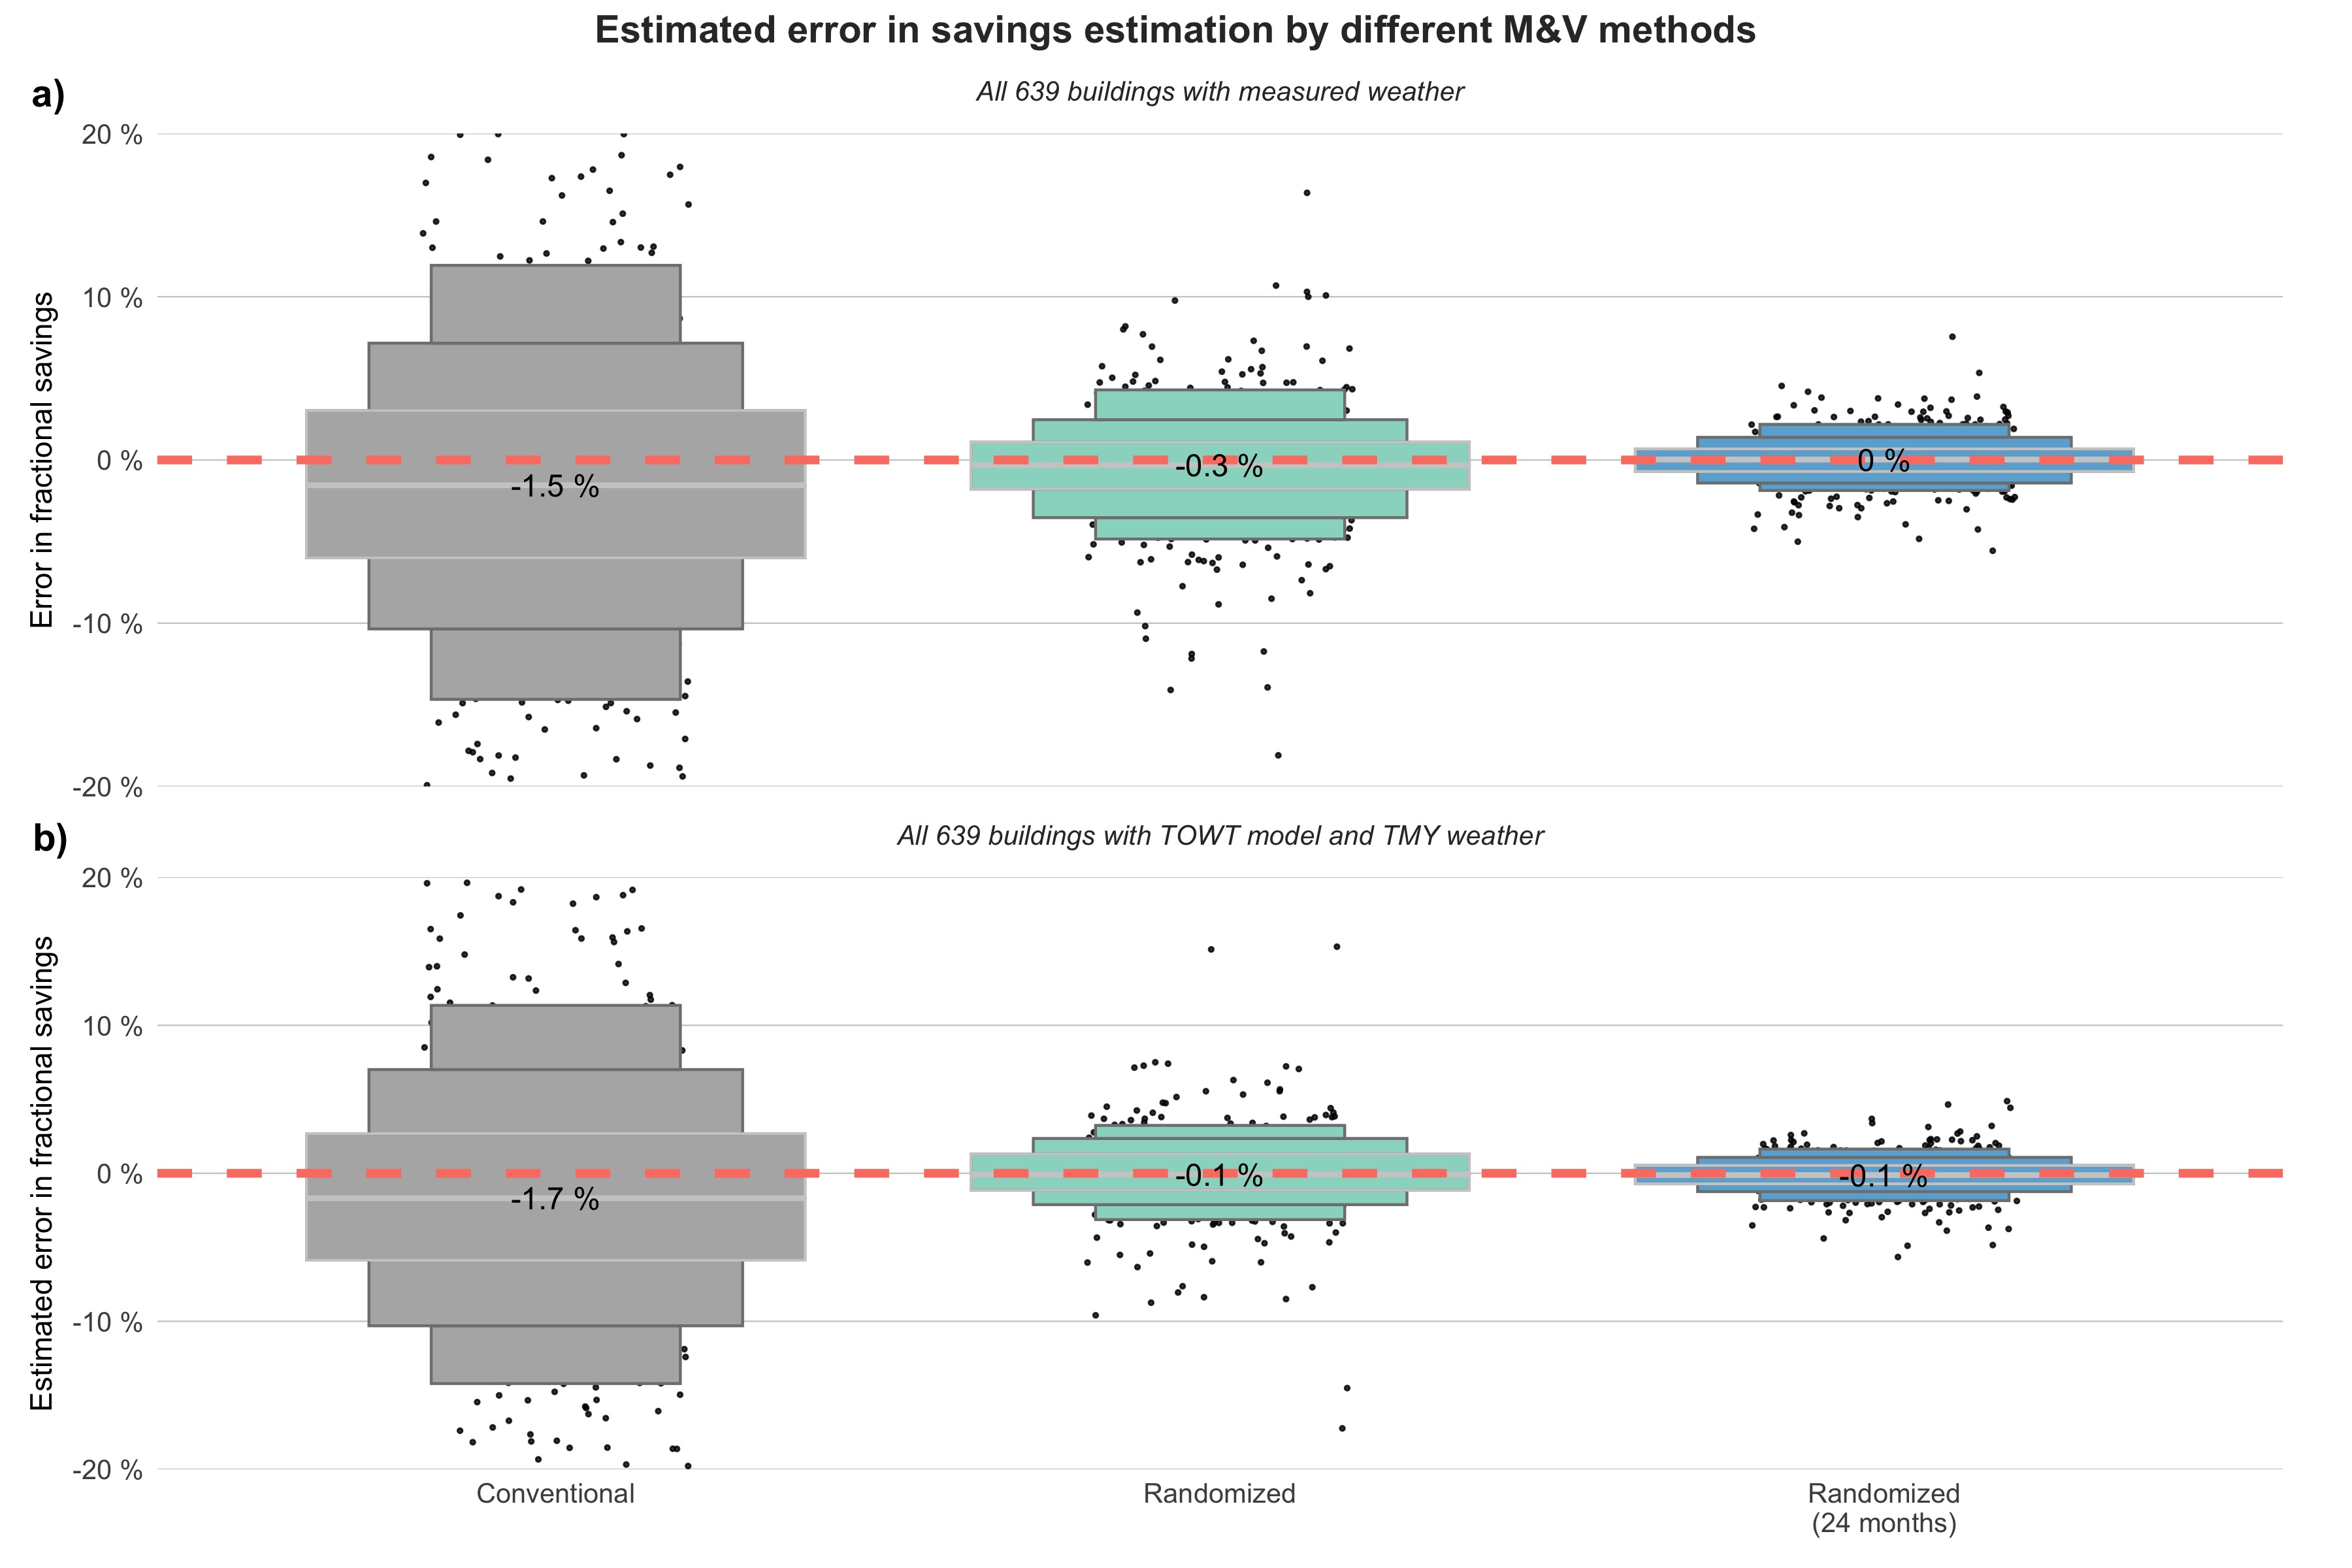 Estimated error in savings estimation by different M&V methods
a)
All 639 buildings with measured weather
Error in fractional savings
20 %
10 %
0 %
-10 %
-20 %
-1.5 %
-0.3 %
0 %
b)
All 639 buildings with TOWT model and TMY weather
Estimated error in fractional savings
20 %
10 %
0 %
-10 %
-20 %
-1.7 %
-0.1 %
-0.1 %
Conventional
Randomized
Randomized
(24 months)